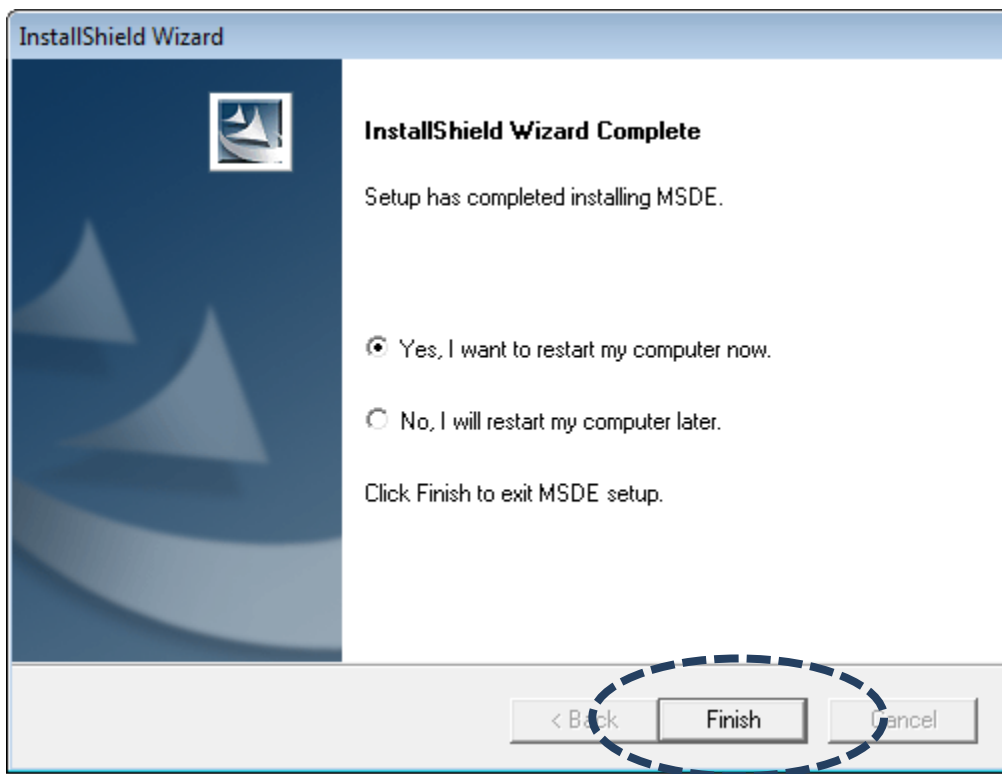 InstallShield Wizard
InstallShield Wizard Complete
Setup has completed installing MSDE.
Yes, I want to restart my computer now.
No, I will restart my computer later.
Click Finish to exit MSDE setup.
< Back Finish Cancel